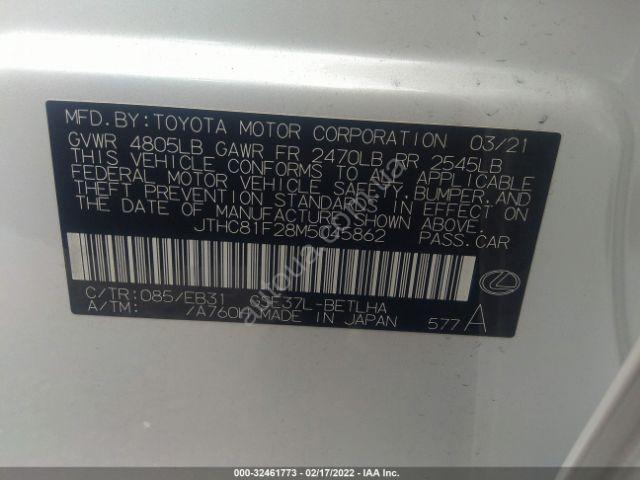 MFD. BY: TOYOTA MOTOR CORPORATION 03/21
GVWR 4805LB GAWR FR 2470LB RR 2545LB
THIS VEHICLE CONFORMS TO ALL APPLICABLE
FEDERAL MOTOR VEHICLE SAFETY, BUMPER, AND
THEFT PREVENTION STANDARDS IN EFFECT ON
THE DATE OF MANUFACTURE SHOWN ABOVE.
JTHC81F28M5045862 PASS. CAR
C/TR: 085/EB31 GSE37L-BETLHA
A/TM: /A760H MADE IN JAPAN 577 A
autoua.com.ua
000-32461773 - 02/17/2022 - IAA Inc.